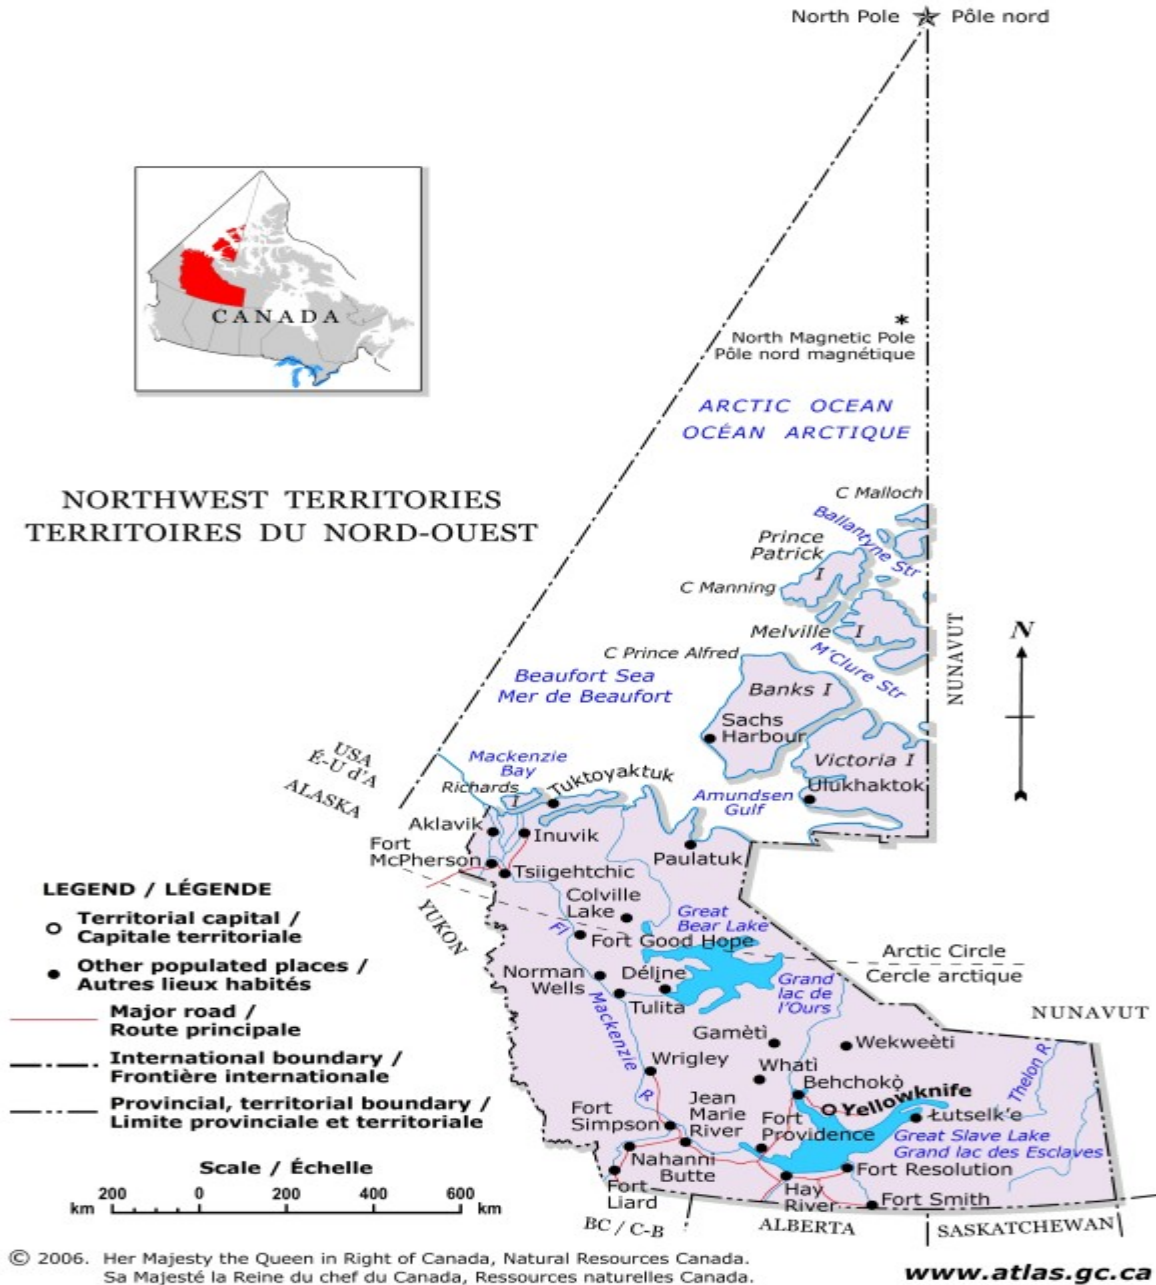 North Pole Pôle nord
CANADA
North Magnetic Pole
Pôle nord magnétique
ARCTIC OCEAN
OCÉAN ARCTIQUE
NORTHWEST TERRITORIES
TERRITOIRES DU NORD-OUEST
C Malloch
Ballantyne Str
Prince
Patrick
I
C Manning
Melville I
M'Clure Str
C Prince Alfred
NUNAVUT
N
Beaufort Sea
Mer de Beaufort
Banks I
Sachs
Harbour
Victoria I
Ulukhaktok
Amundsen
Gulf
USA
É-U d'A
ALASKA
Mackenzie
Bay
Richards
I
Tuktoyaktuk
Aklavik
Inuvik
Fort
McPherson
Tsiigehtchic
Paulatuk
YUKON
Colville
Lake
Great
Bear Lake
Fl
Fort Good Hope
Arctic Circle
Cercle arctique
Norman
Wells
Déljne
Tulita
Grand
lac de
l'Ours
Mackenzie
R
NUNAVUT
Gamètì
Wekweètì
Whatì
Wrigley
Behchokò
Thelon R
Yellowknife
Jean
Marie
River
Fort
Simpson
Fort
Providence
Łutselk'e
Great Slave Lake
Grand lac des Esclaves
Nahanni
Butte
Fort Resolution
Fort
Liard
Hay
River
Fort Smith
BC / C-B
ALBERTA
SASKATCHEWAN
LEGEND / LÉGENDE
Territorial capital /
Capitale territoriale
Other populated places /
Autres lieux habités
Major road /
Route principale
International boundary /
Frontière internationale
Provincial, territorial boundary /
Limite provinciale et territoriale
Scale / Échelle
200 0 200 400 600
km km
© 2006. Her Majesty the Queen in Right of Canada, Natural Resources Canada.
Sa Majesté la Reine du chef du Canada, Ressources naturelles Canada.
www.atlas.gc.ca